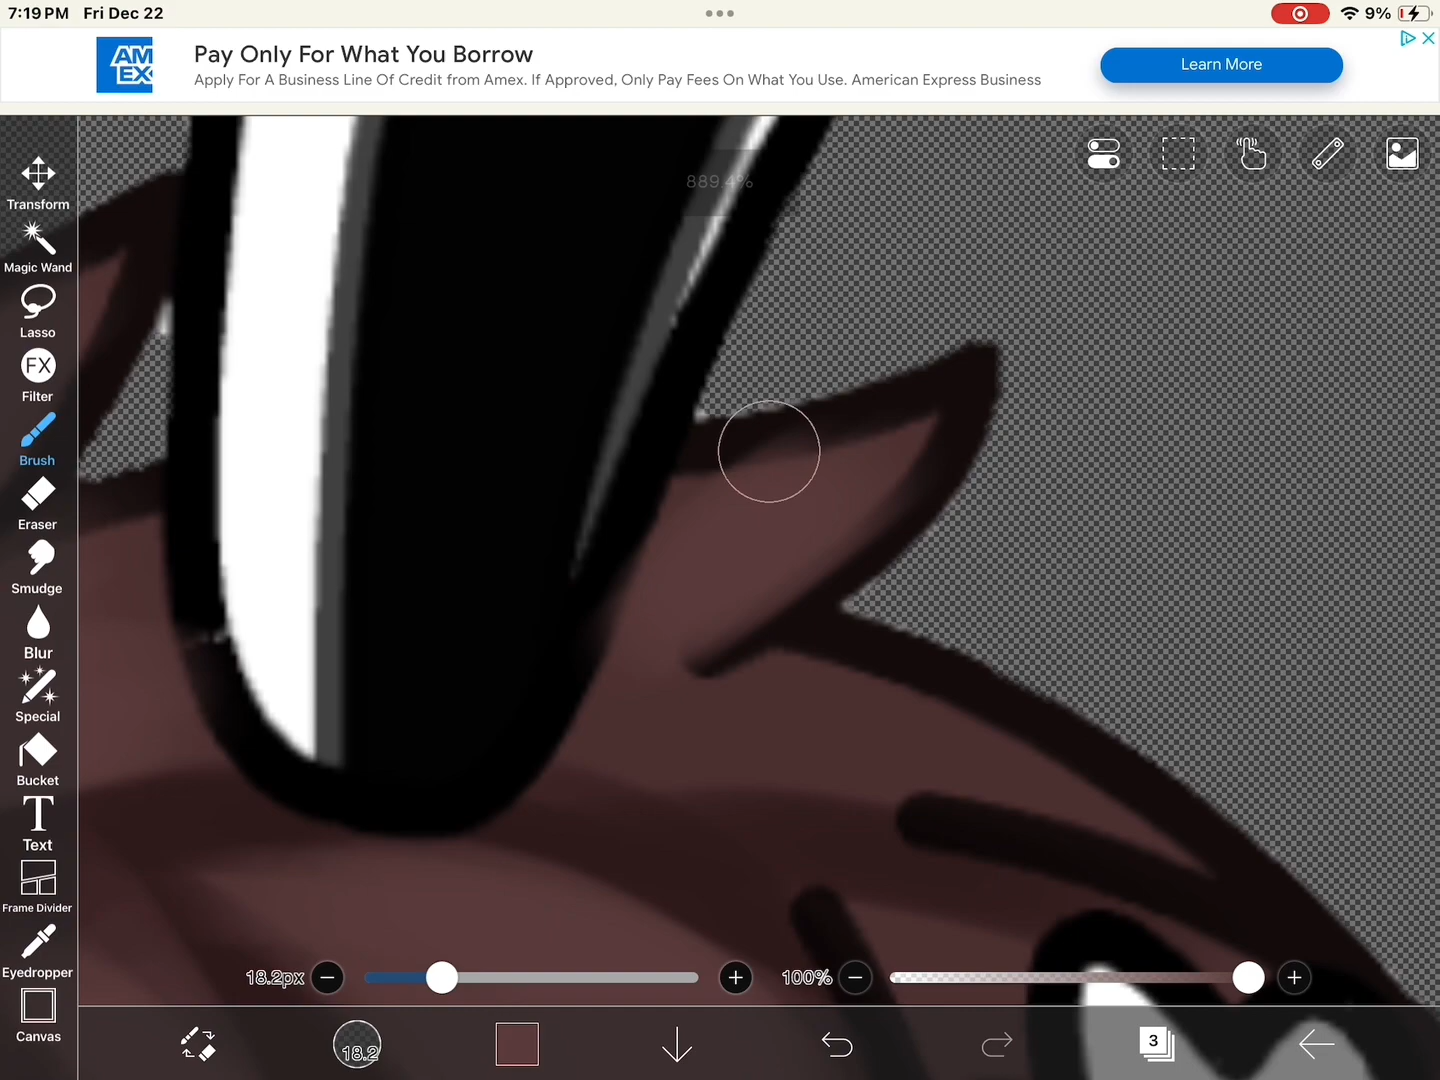 7:19 PM Fri Dec 22
9%
AM
EX
Pay Only For What You Borrow
Apply For A Business Line Of Credit from Amex. If Approved, Only Pay Fees On What You Use. American Express Business
Learn More
889.4%
Transform
Magic Wand
Lasso
FX
Filter
Brush
Eraser
Smudge
Blur
Special
Bucket
T
Text
Frame Divider
Eyedropper
Canvas
18.2px
100%
18.2
3